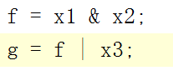 f = x1 & x2;
g = f | x3;